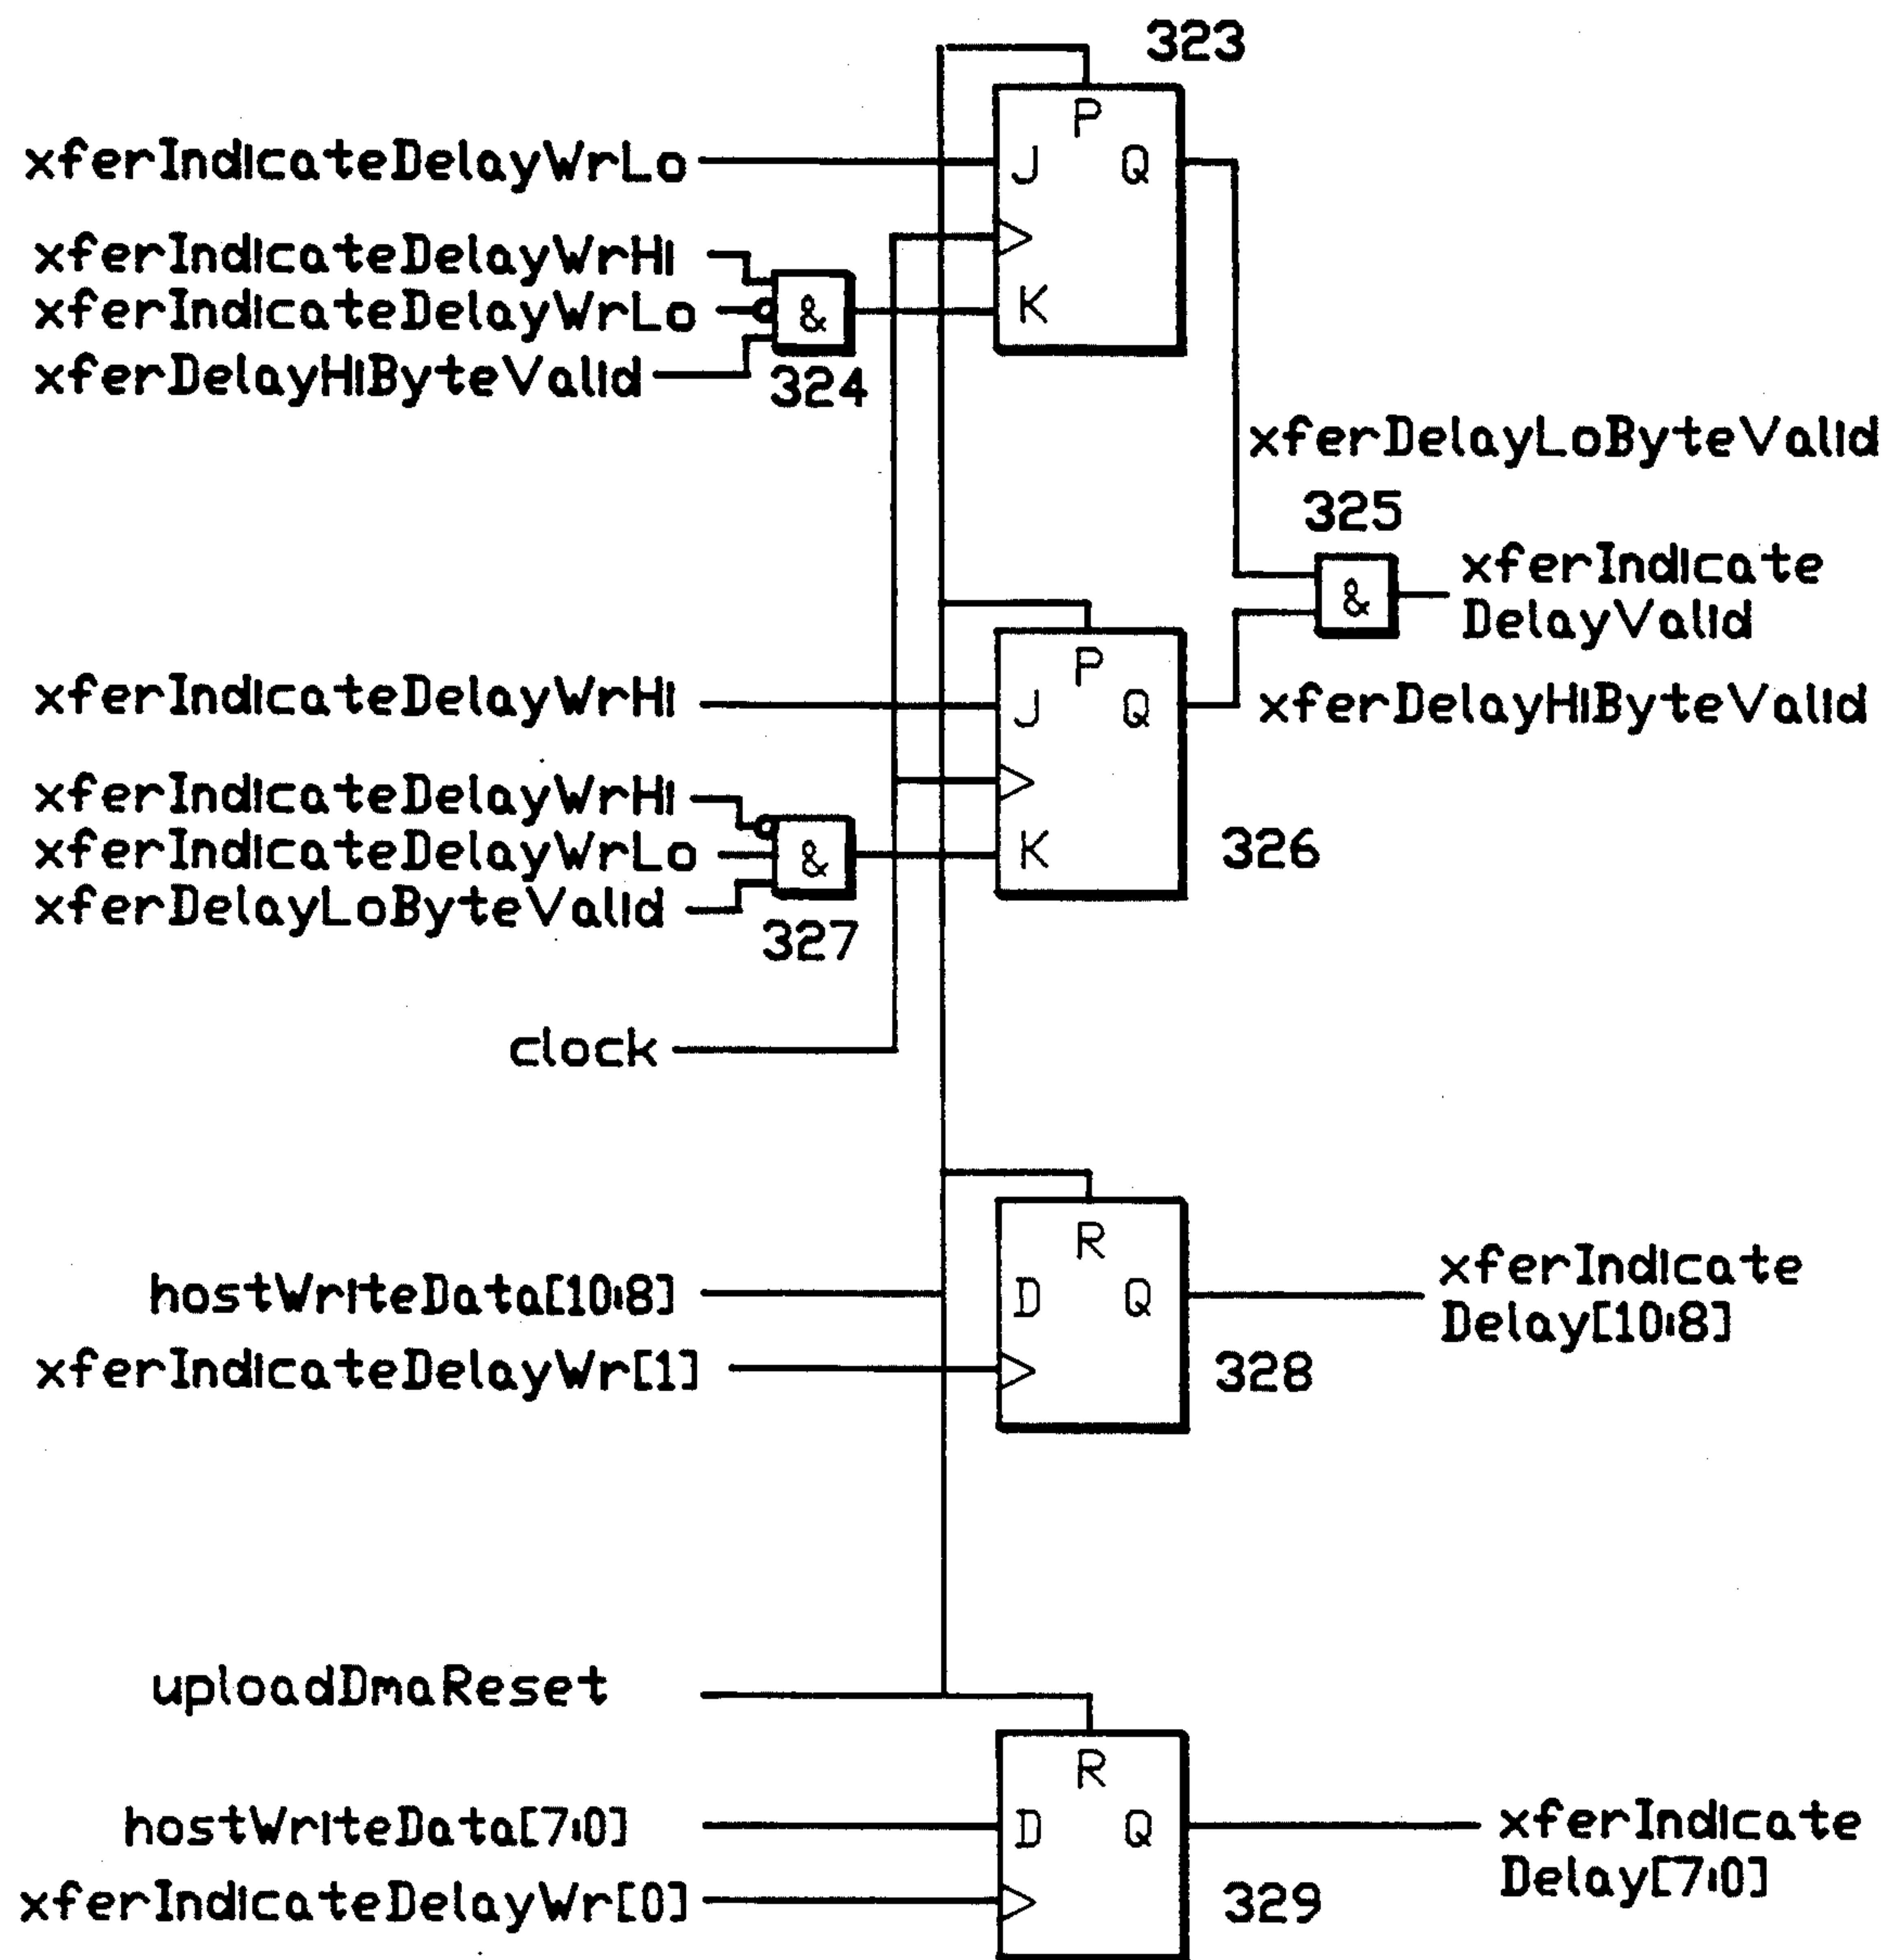 323
P
xferIndicateDelayWrLo
J Q
xferIndicateDelayWrHi
xferIndicateDelayWrLo
& K
xferDelayHiByteValid
324
xferDelayLoByteValid
325
xferIndicate
&
DelayValid
P
xferIndicateDelayWrHi
J Q
xferDelayHiByteValid
xferIndicateDelayWrHi
xferIndicateDelayWrLo
& K
326
xferDelayLoByteValid
327
clock
R
hostWriteData[10:8]
D Q
xferIndicate
Delay[10:8]
xferIndicateDelayWr[1]
328
uploadDmaReset
R
hostWriteData[7:0]
D Q
xferIndicate
Delay[7:0]
xferIndicateDelayWr[0]
329